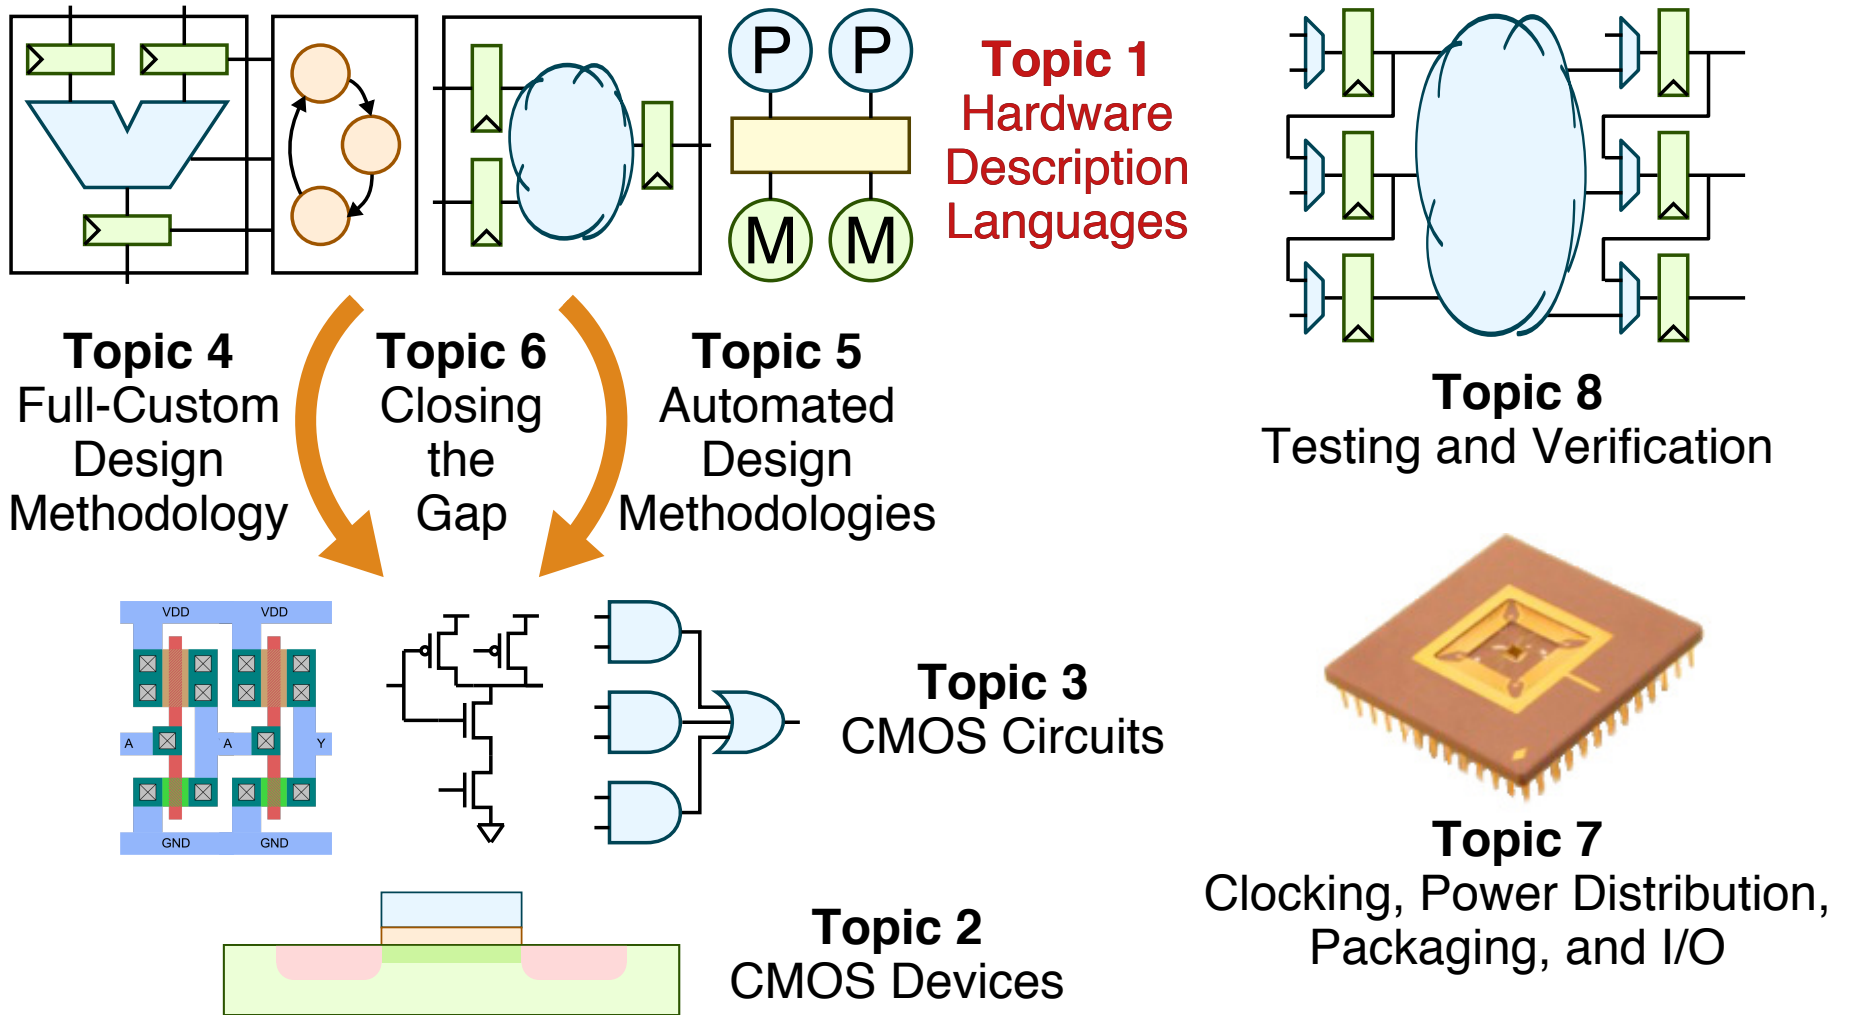 P P
M M
Topic 1
Hardware
Description
Languages
Topic 4
Full-Custom
Design
Methodology
Topic 6
Closing
the
Gap
Topic 5
Automated
Design
Methodologies
Topic 8
Testing and Verification
VDD VDD
A A Y
GND GND
Topic 3
CMOS Circuits
Topic 7
Clocking, Power Distribution,
Packaging, and I/O
Topic 2
CMOS Devices